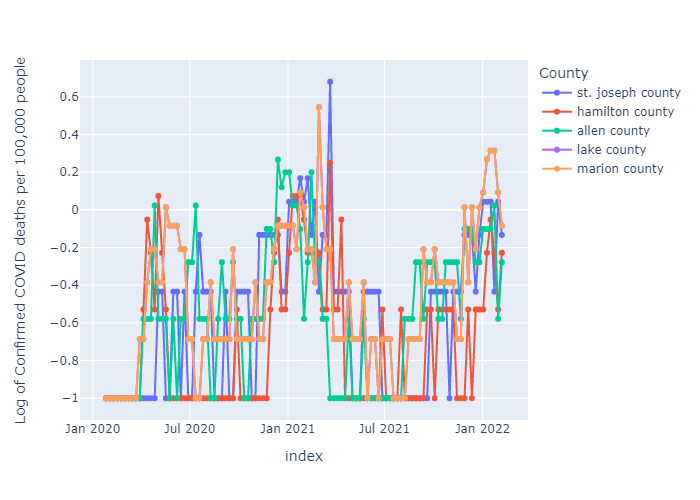 Log of Confirmed COVID deaths per 100,000 people
0.6
0.4
0.2
0
−0.2
−0.4
−0.6
−0.8
−1
Jan 2020
Jul 2020
Jan 2021
Jul 2021
Jan 2022
index
County
st. joseph county
hamilton county
allen county
lake county
marion county